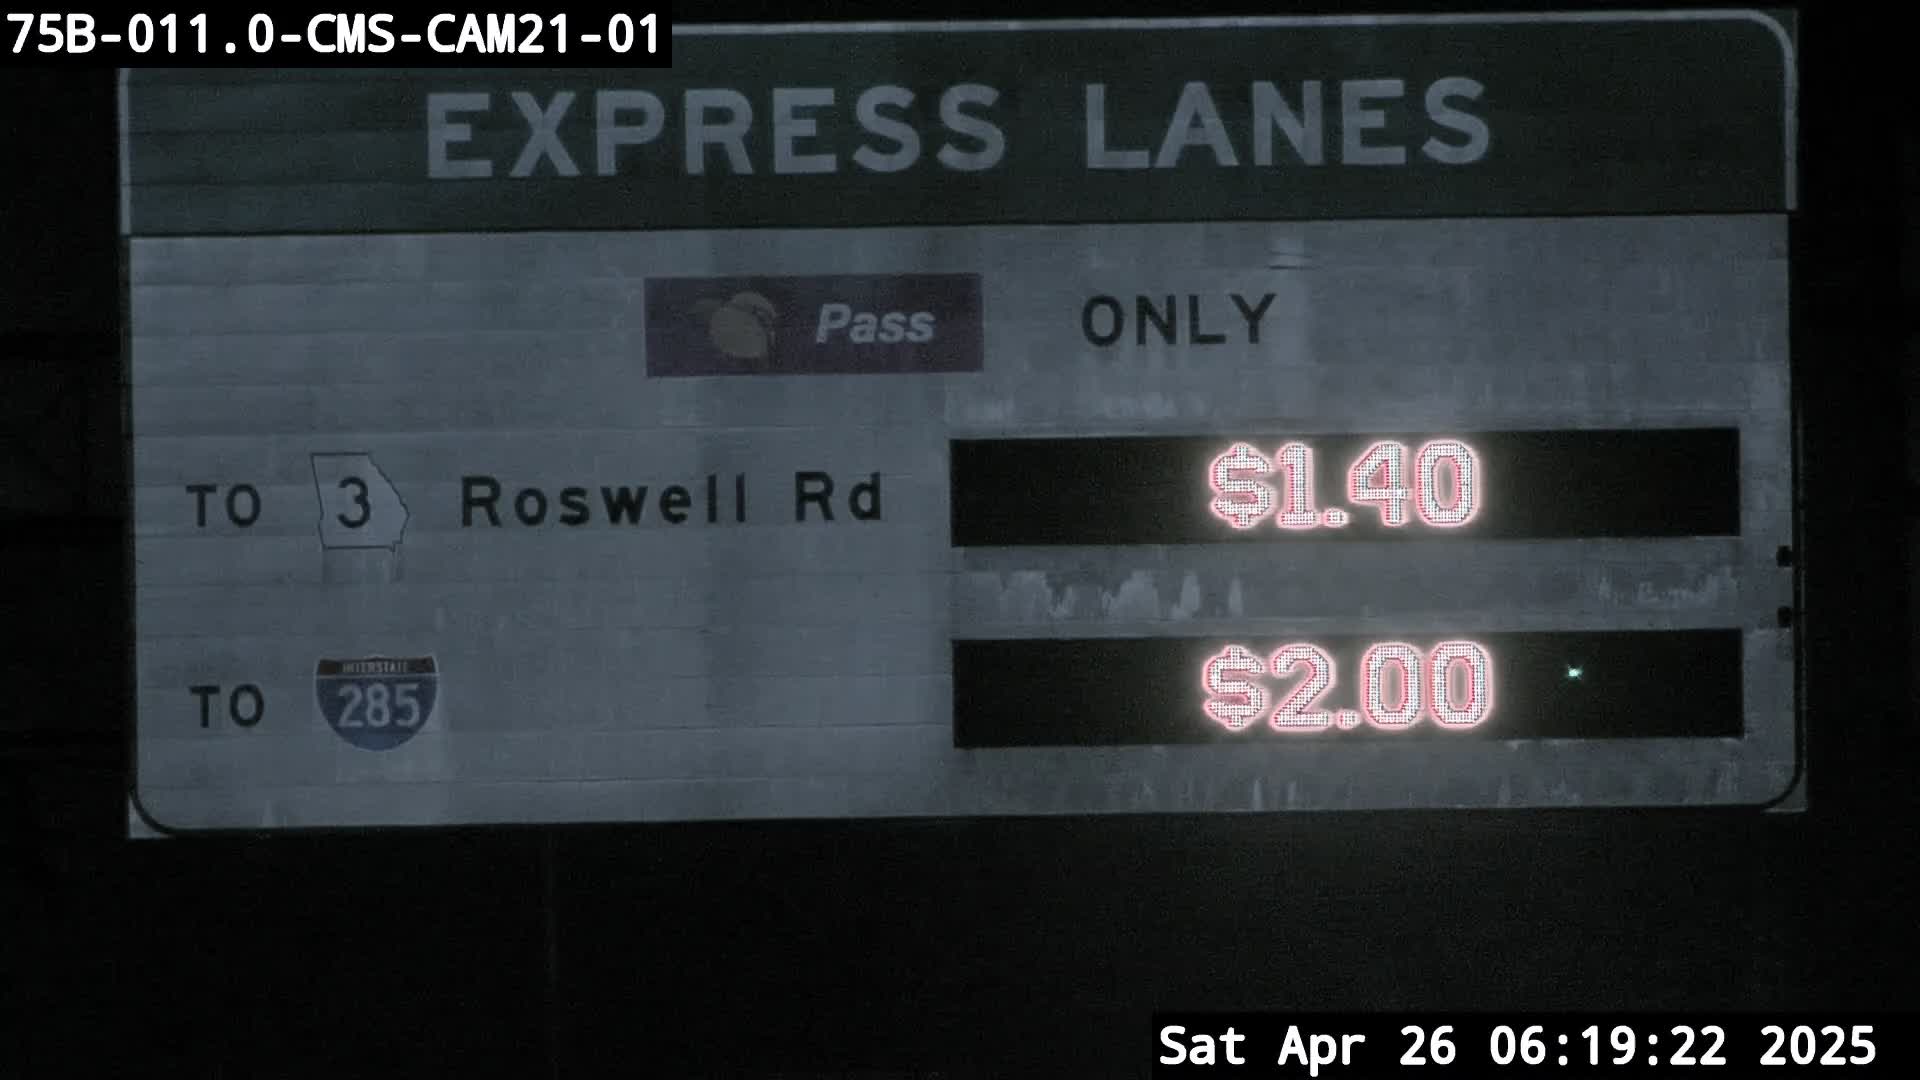 75B-011.0-CMS-CAM21-01
EXPRESS LANES
Pass ONLY
TO 3 Roswell Rd $1.40
INTERSTATE
TO 285 $2.00
Sat Apr 26 06:19:22 2025